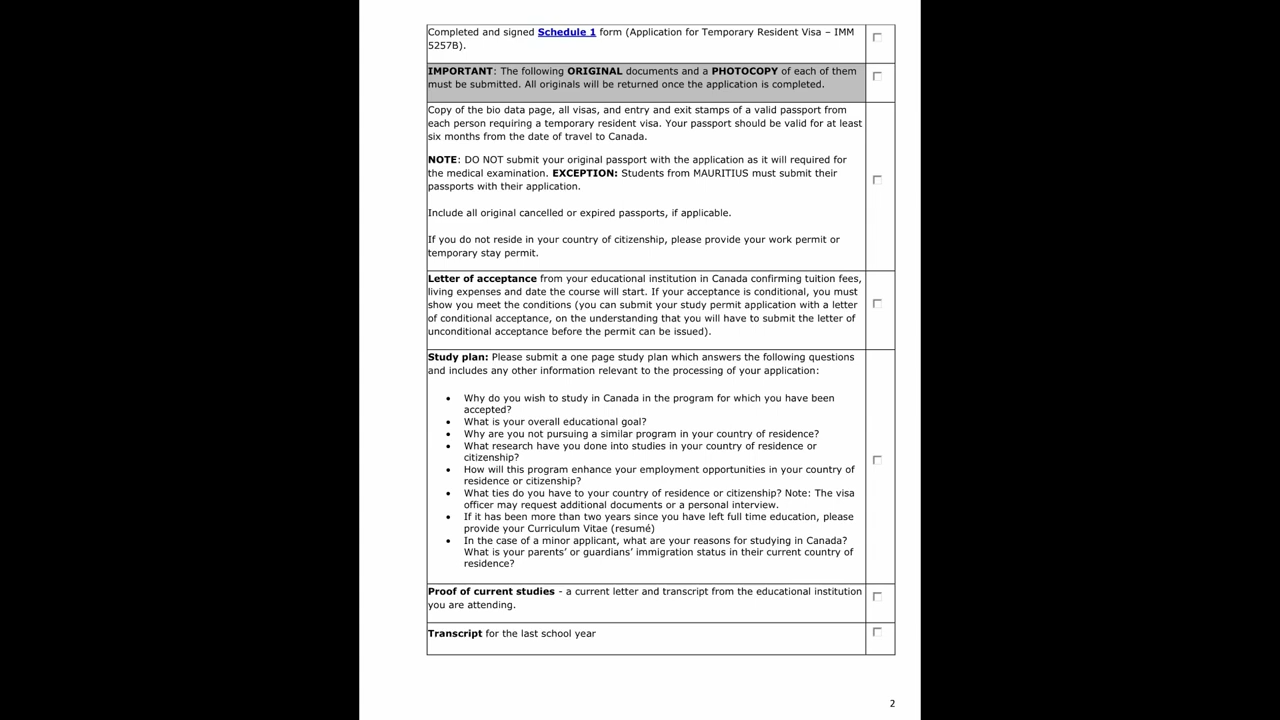 Completed and signed Schedule 1 form (Application for Temporary Resident Visa – IMM
5257B).
IMPORTANT: The following ORIGINAL documents and a PHOTOCOPY of each of them
must be submitted. All originals will be returned once the application is completed.
Copy of the bio data page, all visas, and entry and exit stamps of a valid passport from
each person requiring a temporary resident visa. Your passport should be valid for at least
six months from the date of travel to Canada.
NOTE: DO NOT submit your original passport with the application as it will required for
the medical examination. EXCEPTION: Students from MAURITIUS must submit their
passports with their application.
Include all original cancelled or expired passports, if applicable.
If you do not reside in your country of citizenship, please provide your work permit or
temporary stay permit.
Letter of acceptance from your educational institution in Canada confirming tuition fees,
living expenses and date the course will start. If your acceptance is conditional, you must
show you meet the conditions (you can submit your study permit application with a letter
of conditional acceptance, on the understanding that you will have to submit the letter of
unconditional acceptance before the permit can be issued).
Study plan: Please submit a one page study plan which answers the following questions
and includes any other information relevant to the processing of your application:
• Why do you wish to study in Canada in the program for which you have been
accepted?
• What is your overall educational goal?
• Why are you not pursuing a similar program in your country of residence?
• What research have you done into studies in your country of residence or
citizenship?
• How will this program enhance your employment opportunities in your country of
residence or citizenship?
• What ties do you have to your country of residence or citizenship? Note: The visa
officer may request additional documents or a personal interview.
• If it has been more than two years since you have left full time education, please
provide your Curriculum Vitae (resumé)
• In the case of a minor applicant, what are your reasons for studying in Canada?
What is your parents’ or guardians’ immigration status in their current country of
residence?
Proof of current studies - a current letter and transcript from the educational institution
you are attending.
Transcript for the last school year
2